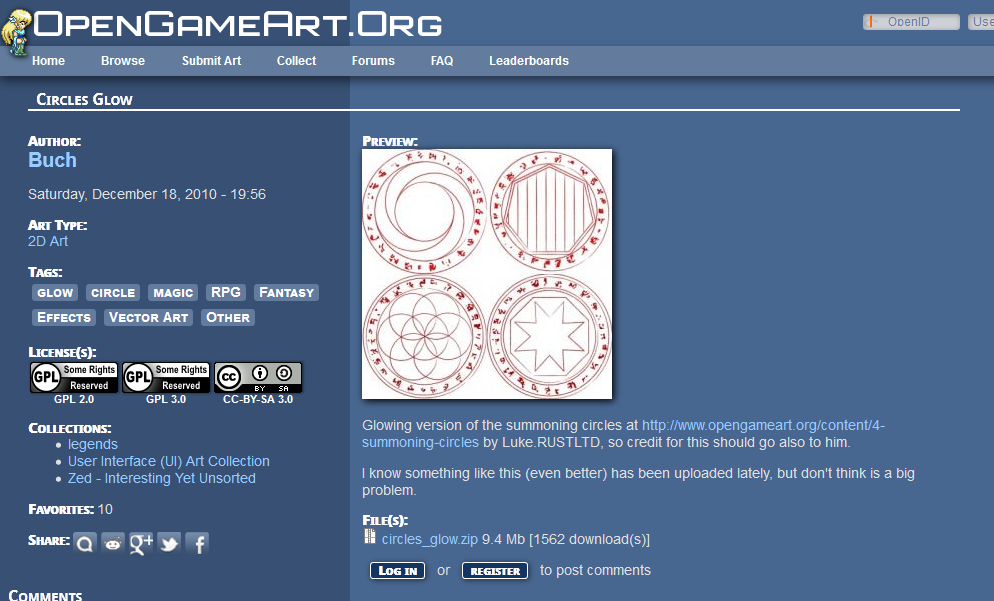 OpenGameArt.Org
OpenID
Use
Home Browse Submit Art Collect Forums FAQ Leaderboards
Circles Glow
Author:
Buch
Saturday, December 18, 2010 - 19:56
Art Type:
2D Art
Tags:
glow circle magic RPG Fantasy
Effects Vector Art Other
License(s):
GPL Some Rights Reserved GPL Some Rights Reserved cc BY SA
GPL 2.0 GPL 3.0 CC-BY-SA 3.0
Collections:
legends
User Interface (UI) Art Collection
Zed - Interesting Yet Unsorted
Favorites: 10
Share:
Comments
Preview:
Glowing version of the summoning circles at http://www.opengameart.org/content/4-
summoning-circles by Luke.RUSTLTD, so credit for this should go also to him.
I know something like this (even better) has been uploaded lately, but don't think is a big
problem.
File(s):
circles_glow.zip 9.4 Mb [1562 download(s)]
Log in or register to post comments